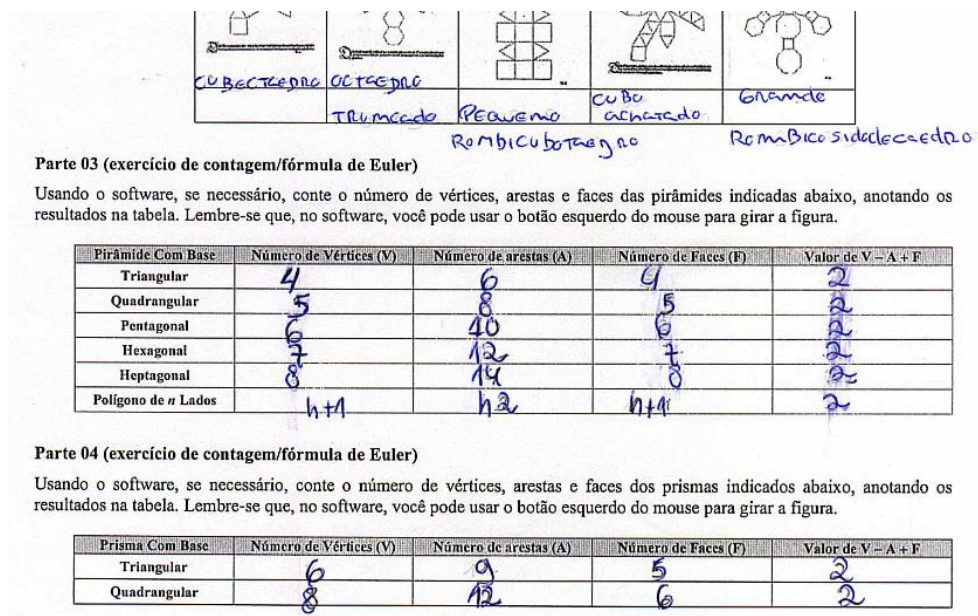 CUBECTAEDRO OCTAEDRO
CUBO Grande
TRUMCADO PEQUEMO achatado
ROMBICUBOTAEDRO ROMBICOSIDODECAEDRO
Parte 03 (exercício de contagem/fórmula de Euler)
Usando o software, se necessário, conte o número de vértices, arestas e faces das pirâmides indicadas abaixo, anotando os
resultados na tabela. Lembre-se que, no software, você pode usar o botão esquerdo do mouse para girar a figura.
Pirâmide Com Base Número de Vértices (V) Número de arestas (A) Número de Faces (F) Valor de V – A + F
Triangular 4 6 4 2
Quadrangular 5 8 5 2
Pentagonal 6 10 6 2
Hexagonal 7 12 7 2
Heptagonal 8 14 8 2
Polígono de n Lados n+1 n2 n+1 2
Parte 04 (exercício de contagem/fórmula de Euler)
Usando o software, se necessário, conte o número de vértices, arestas e faces dos prismas indicados abaixo, anotando os
resultados na tabela. Lembre-se que, no software, você pode usar o botão esquerdo do mouse para girar a figura.
Prisma Com Base Número de Vértices (V) Número de arestas (A) Número de Faces (F) Valor de V – A + F
Triangular 6 9 5 2
Quadrangular 8 12 6 2